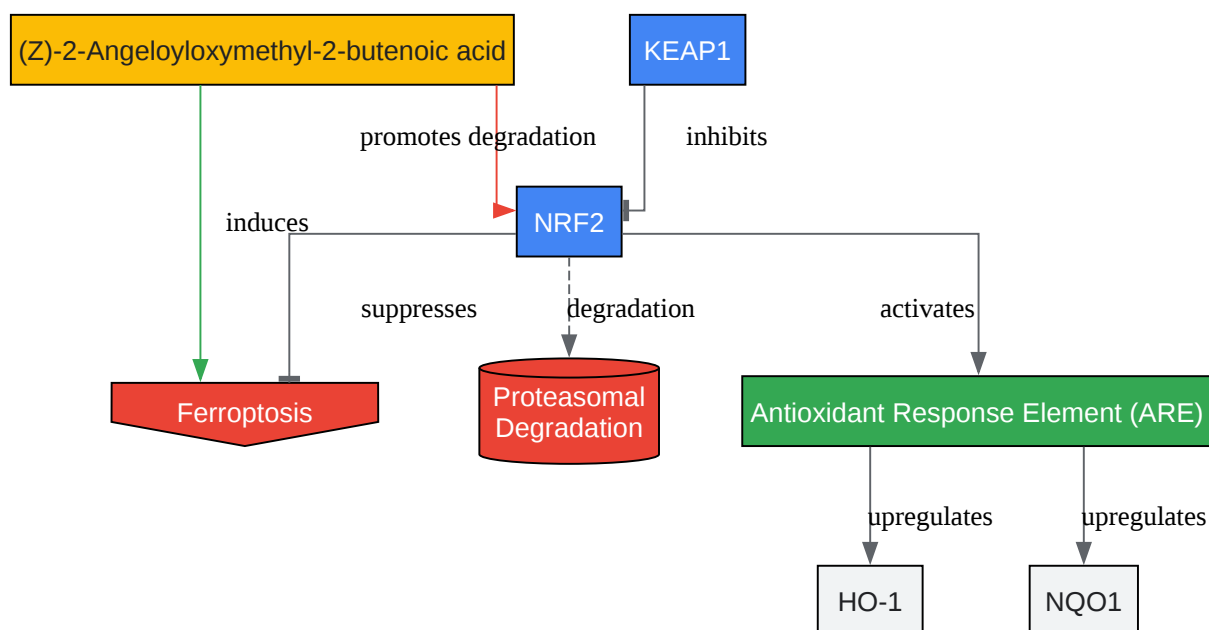 (Z)-2-Angeloyloxymethyl-2-butenoic acid
KEAP1
promotes degradation
inhibits
NRF2
induces
suppresses
degradation
activates
Ferroptosis
Proteasomal
Degradation
Antioxidant Response Element (ARE)
upregulates
upregulates
HO-1
NQO1